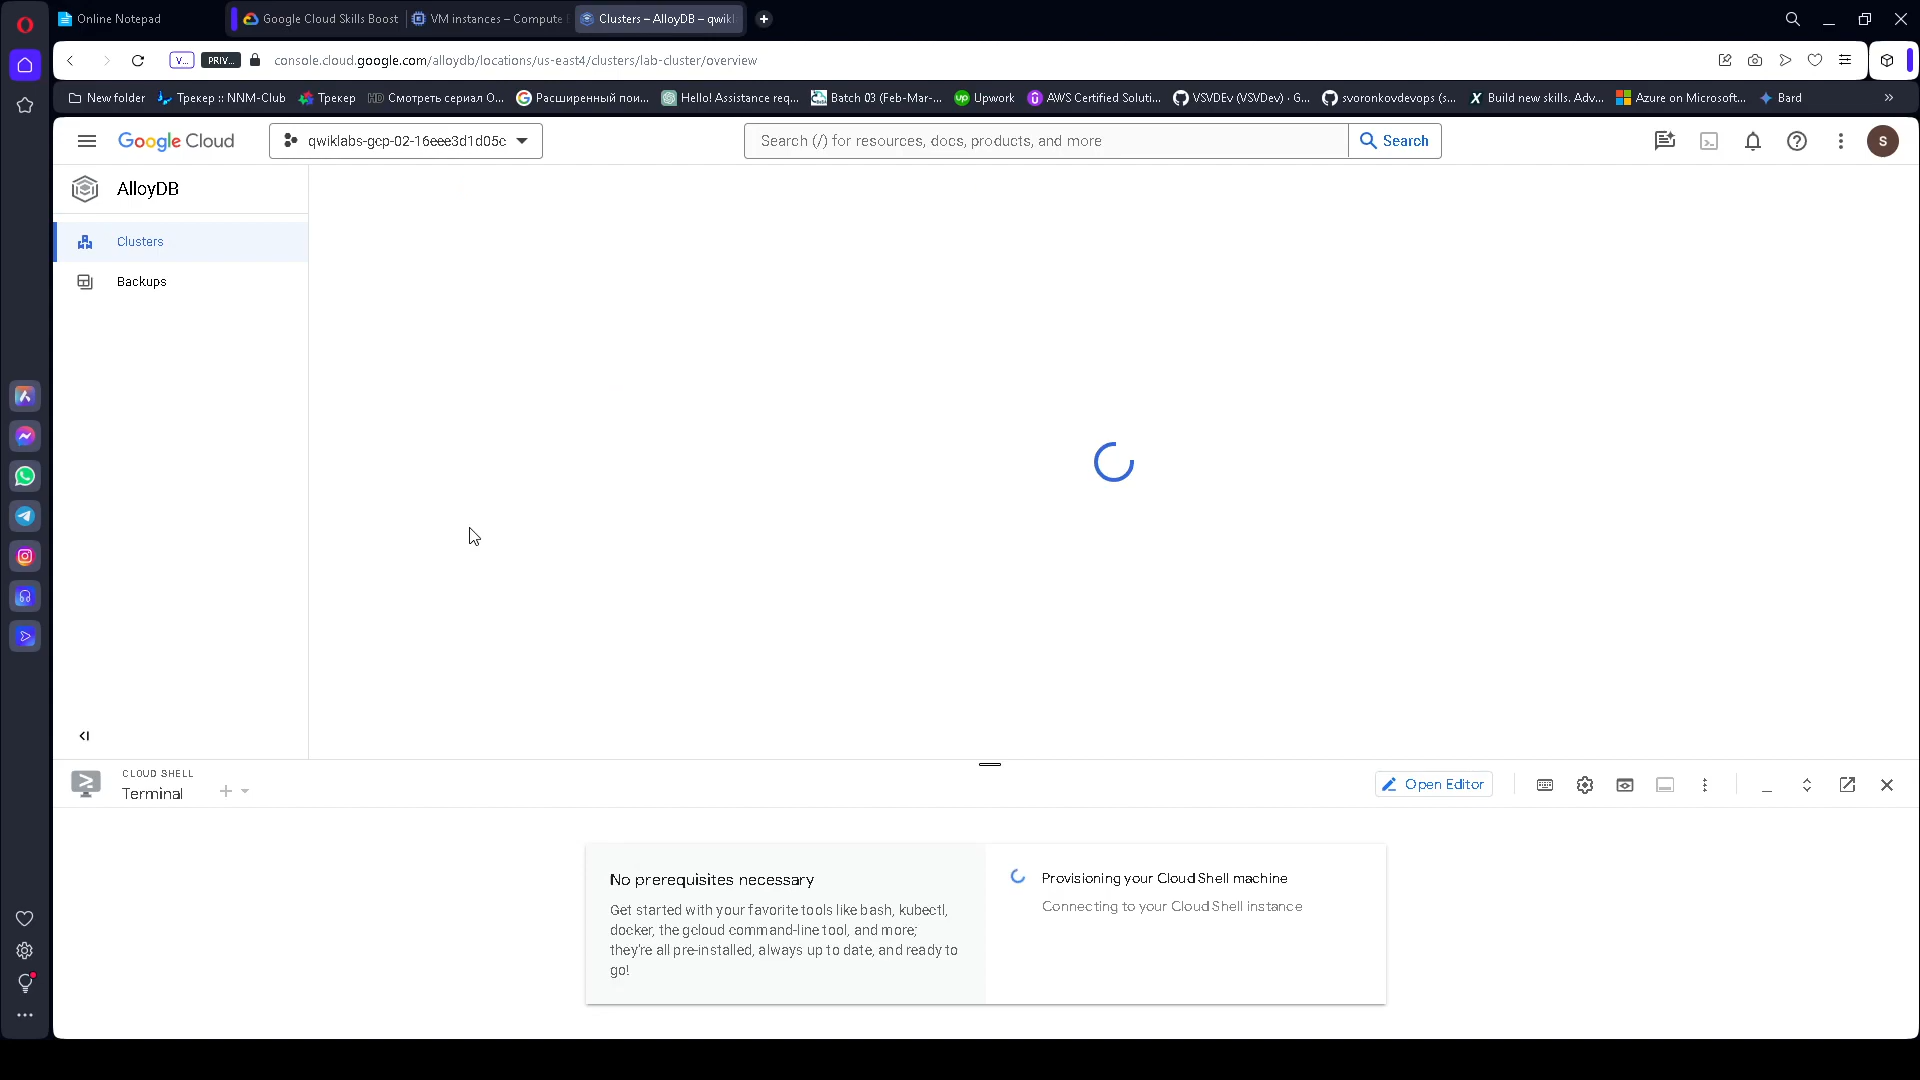 Online Notepad
Google Cloud Skills Boost
VM instances – Compute E
Clusters – AlloyDB – qwikl
V...
PRIV...
console.cloud.google.com/alloydb/locations/us-east4/clusters/lab-cluster/overview
New folder
Трекер :: NNM-Club
Трекер
HD Смотреть сериал О...
Расширенный пои...
Hello! Assistance req...
Batch 03 (Feb-Mar-...
up Upwork
AWS Certified Soluti...
VSVDEv (VSVDev) · G...
svoronkovdevops (s...
Build new skills. Adv...
Azure on Microsoft...
Bard
Google Cloud
qwiklabs-gcp-02-16eee3d1d05c
Search (/) for resources, docs, products, and more
Search
S
AlloyDB
Clusters
Backups
CLOUD SHELL
Terminal
Open Editor
No prerequisites necessary
Get started with your favorite tools like bash, kubectl,
docker, the gcloud command-line tool, and more;
they're all pre-installed, always up to date, and ready to
go!
Provisioning your Cloud Shell machine
Connecting to your Cloud Shell instance